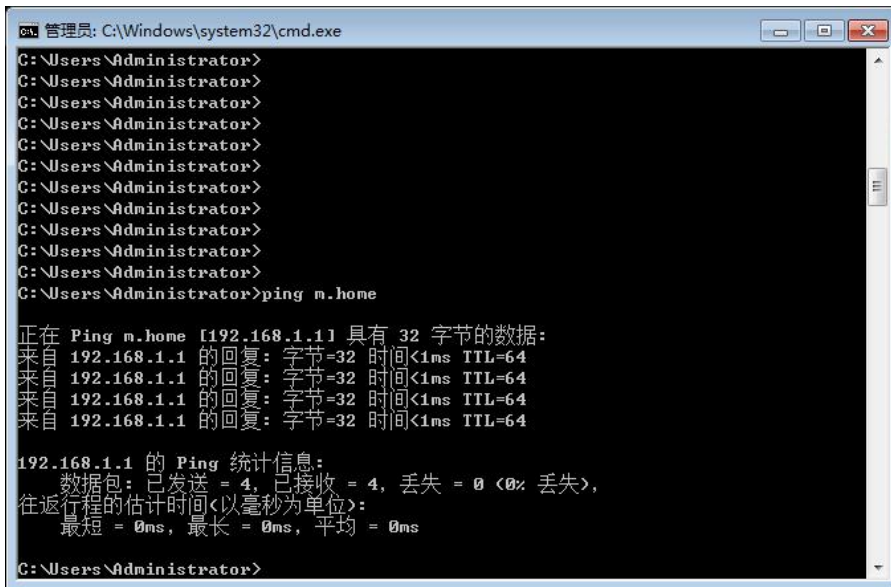 管理员: C:\Windows\system32\cmd.exe
C:\Users\Administrator>
C:\Users\Administrator>
C:\Users\Administrator>
C:\Users\Administrator>
C:\Users\Administrator>
C:\Users\Administrator>
C:\Users\Administrator>
C:\Users\Administrator>
C:\Users\Administrator>
C:\Users\Administrator>
C:\Users\Administrator>
C:\Users\Administrator>ping m.home
正在 Ping m.home [192.168.1.1] 具有 32 字节的数据:
来自 192.168.1.1 的回复: 字节=32 时间<1ms TTL=64
来自 192.168.1.1 的回复: 字节=32 时间<1ms TTL=64
来自 192.168.1.1 的回复: 字节=32 时间<1ms TTL=64
来自 192.168.1.1 的回复: 字节=32 时间<1ms TTL=64
192.168.1.1 的 Ping 统计信息:
数据包: 已发送 = 4, 已接收 = 4, 丢失 = 0 (0% 丢失),
往返行程的估计时间(以毫秒为单位):
最短 = 0ms, 最长 = 0ms, 平均 = 0ms
C:\Users\Administrator>